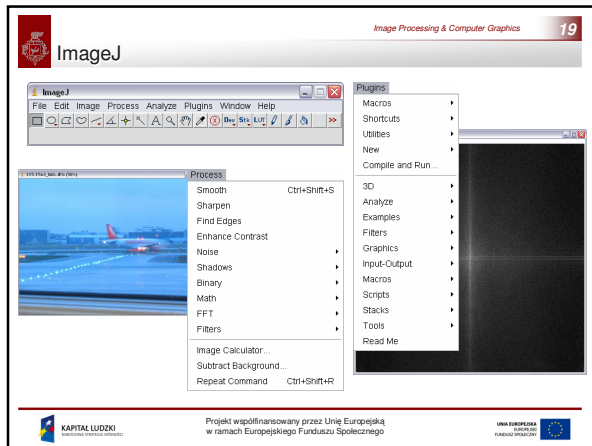 Image Processing & Computer Graphics 19
ImageJ
ImageJ
File Edit Image Process Analyze Plugins Window Help
A Dev Stk LUT >>
Process
Smooth Ctrl+Shift+S
Sharpen
Find Edges
Enhance Contrast
Noise
Shadows
Binary
Math
FFT
Filters
Image Calculator...
Subtract Background...
Repeat Command Ctrl+Shift+R
Plugins
Macros
Shortcuts
Utilities
New
Compile and Run...
3D
Analyze
Examples
Filters
Graphics
Input-Output
Macros
Scripts
Stacks
Tools
Read Me
KAPITAŁ LUDZKI
NARODOWA STRATEGIA SPÓJNOŚCI
Projekt współfinansowany przez Unię Europejską
w ramach Europejskiego Funduszu Społecznego
UNIA EUROPEJSKA
EUROPEJSKI
FUNDUSZ SPOŁECZNY